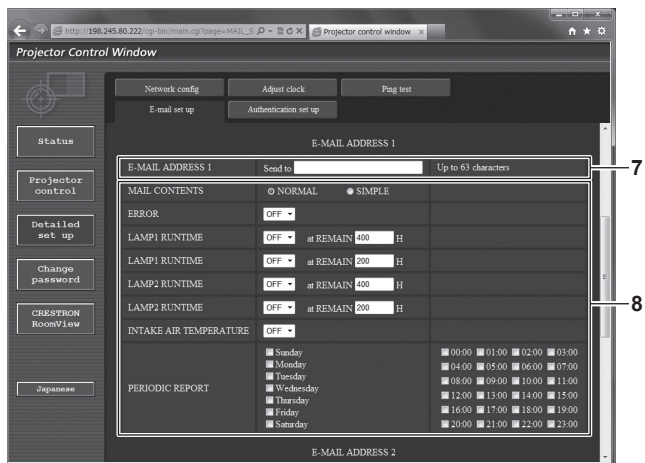 http://198.245.80.222/cgi-bin/main.cgi?page=MAIL_S
Projector control window
Projector Control Window
Network config
Adjust clock
Ping test
E-mail set up
Authentication set up
Status
Projector
control
Detailed
set up
Change
password
CRESTRON
RoomView
Japanese
E-MAIL ADDRESS 1
E-MAIL ADDRESS 1 Send to Up to 63 characters
7
MAIL CONTENTS NORMAL SIMPLE
ERROR OFF
LAMP1 RUNTIME OFF at REMAIN 400 H
LAMP1 RUNTIME OFF at REMAIN 200 H
LAMP2 RUNTIME OFF at REMAIN 400 H
LAMP2 RUNTIME OFF at REMAIN 200 H
8
INTAKE AIR TEMPERATURE OFF
PERIODIC REPORT
Sunday
Monday
Tuesday
Wednesday
Thursday
Friday
Saturday
00:00 01:00 02:00 03:00
04:00 05:00 06:00 07:00
08:00 09:00 10:00 11:00
12:00 13:00 14:00 15:00
16:00 17:00 18:00 19:00
20:00 21:00 22:00 23:00
E-MAIL ADDRESS 2